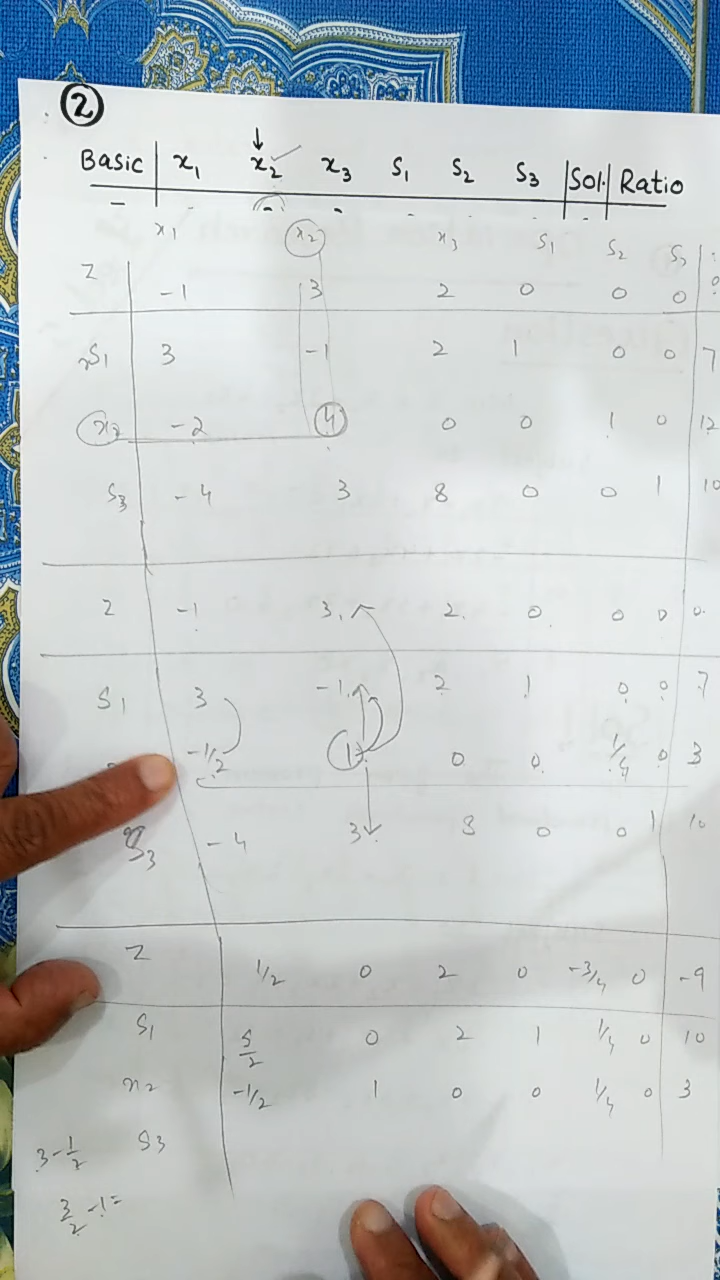 2
Basic x₁ x₂ x₃ S₁ S₂ S₃ Sol. Ratio
x₁ x₂ x₃ S₁ S₂ S₃
Z -1 3 2 0 0 0 0
S₁ 3 -1 2 1 0 0 7
x₂ -2 4 0 0 1 0 12
S₃ -4 3 8 0 0 1 10
Z -1 3 2 0 0 0 0
S₁ 3 -1 2 1 0 0 7
-1/2 1 0 0 1/4 0 3
S₃ -4 3 8 0 0 1 10
Z 1/2 0 2 0 -3/4 0 -9
S₁ 5/2 0 2 1 1/4 0 10
x₂ -1/2 1 0 0 1/4 0 3
3-1/2 S₃
3/2 -1=